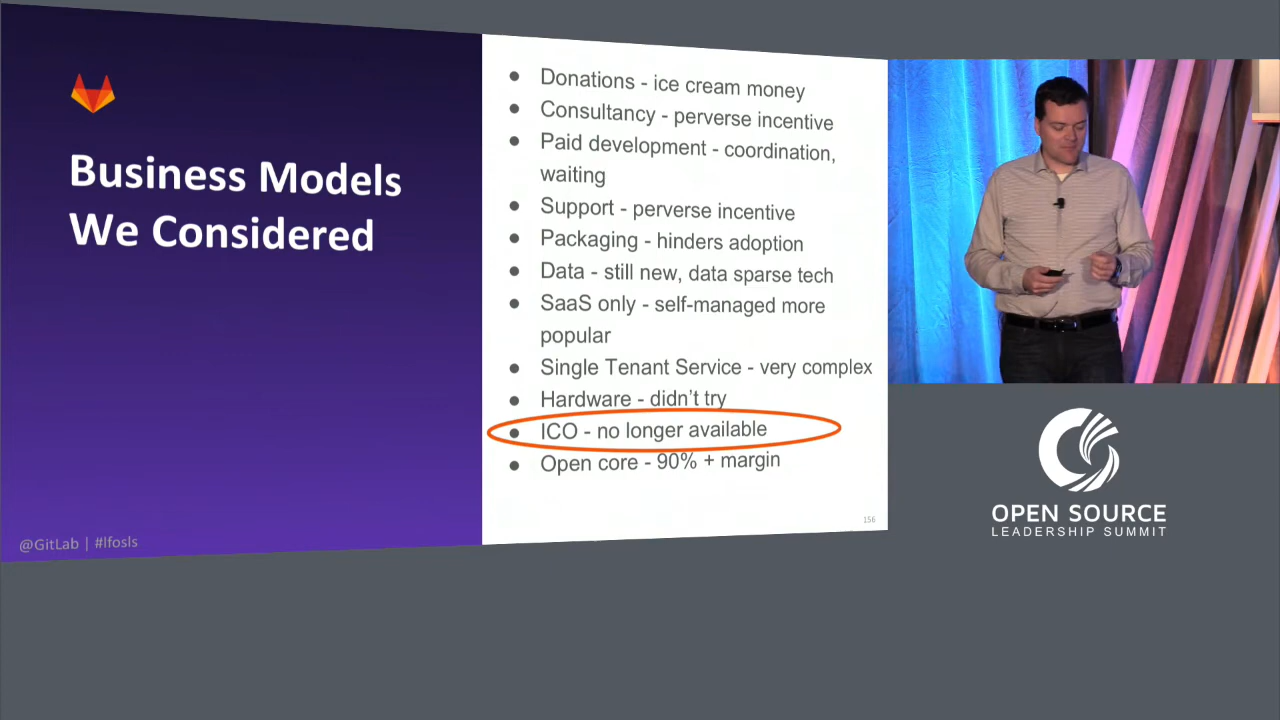 Business Models
We Considered
@GitLab | #lfosls
● Donations - ice cream money
● Consultancy - perverse incentive
● Paid development - coordination,
waiting
● Support - perverse incentive
● Packaging - hinders adoption
● Data - still new, data sparse tech
● SaaS only - self-managed more
popular
● Single Tenant Service - very complex
● Hardware - didn't try
● ICO - no longer available
● Open core - 90% + margin
156
OPEN SOURCE
LEADERSHIP SUMMIT